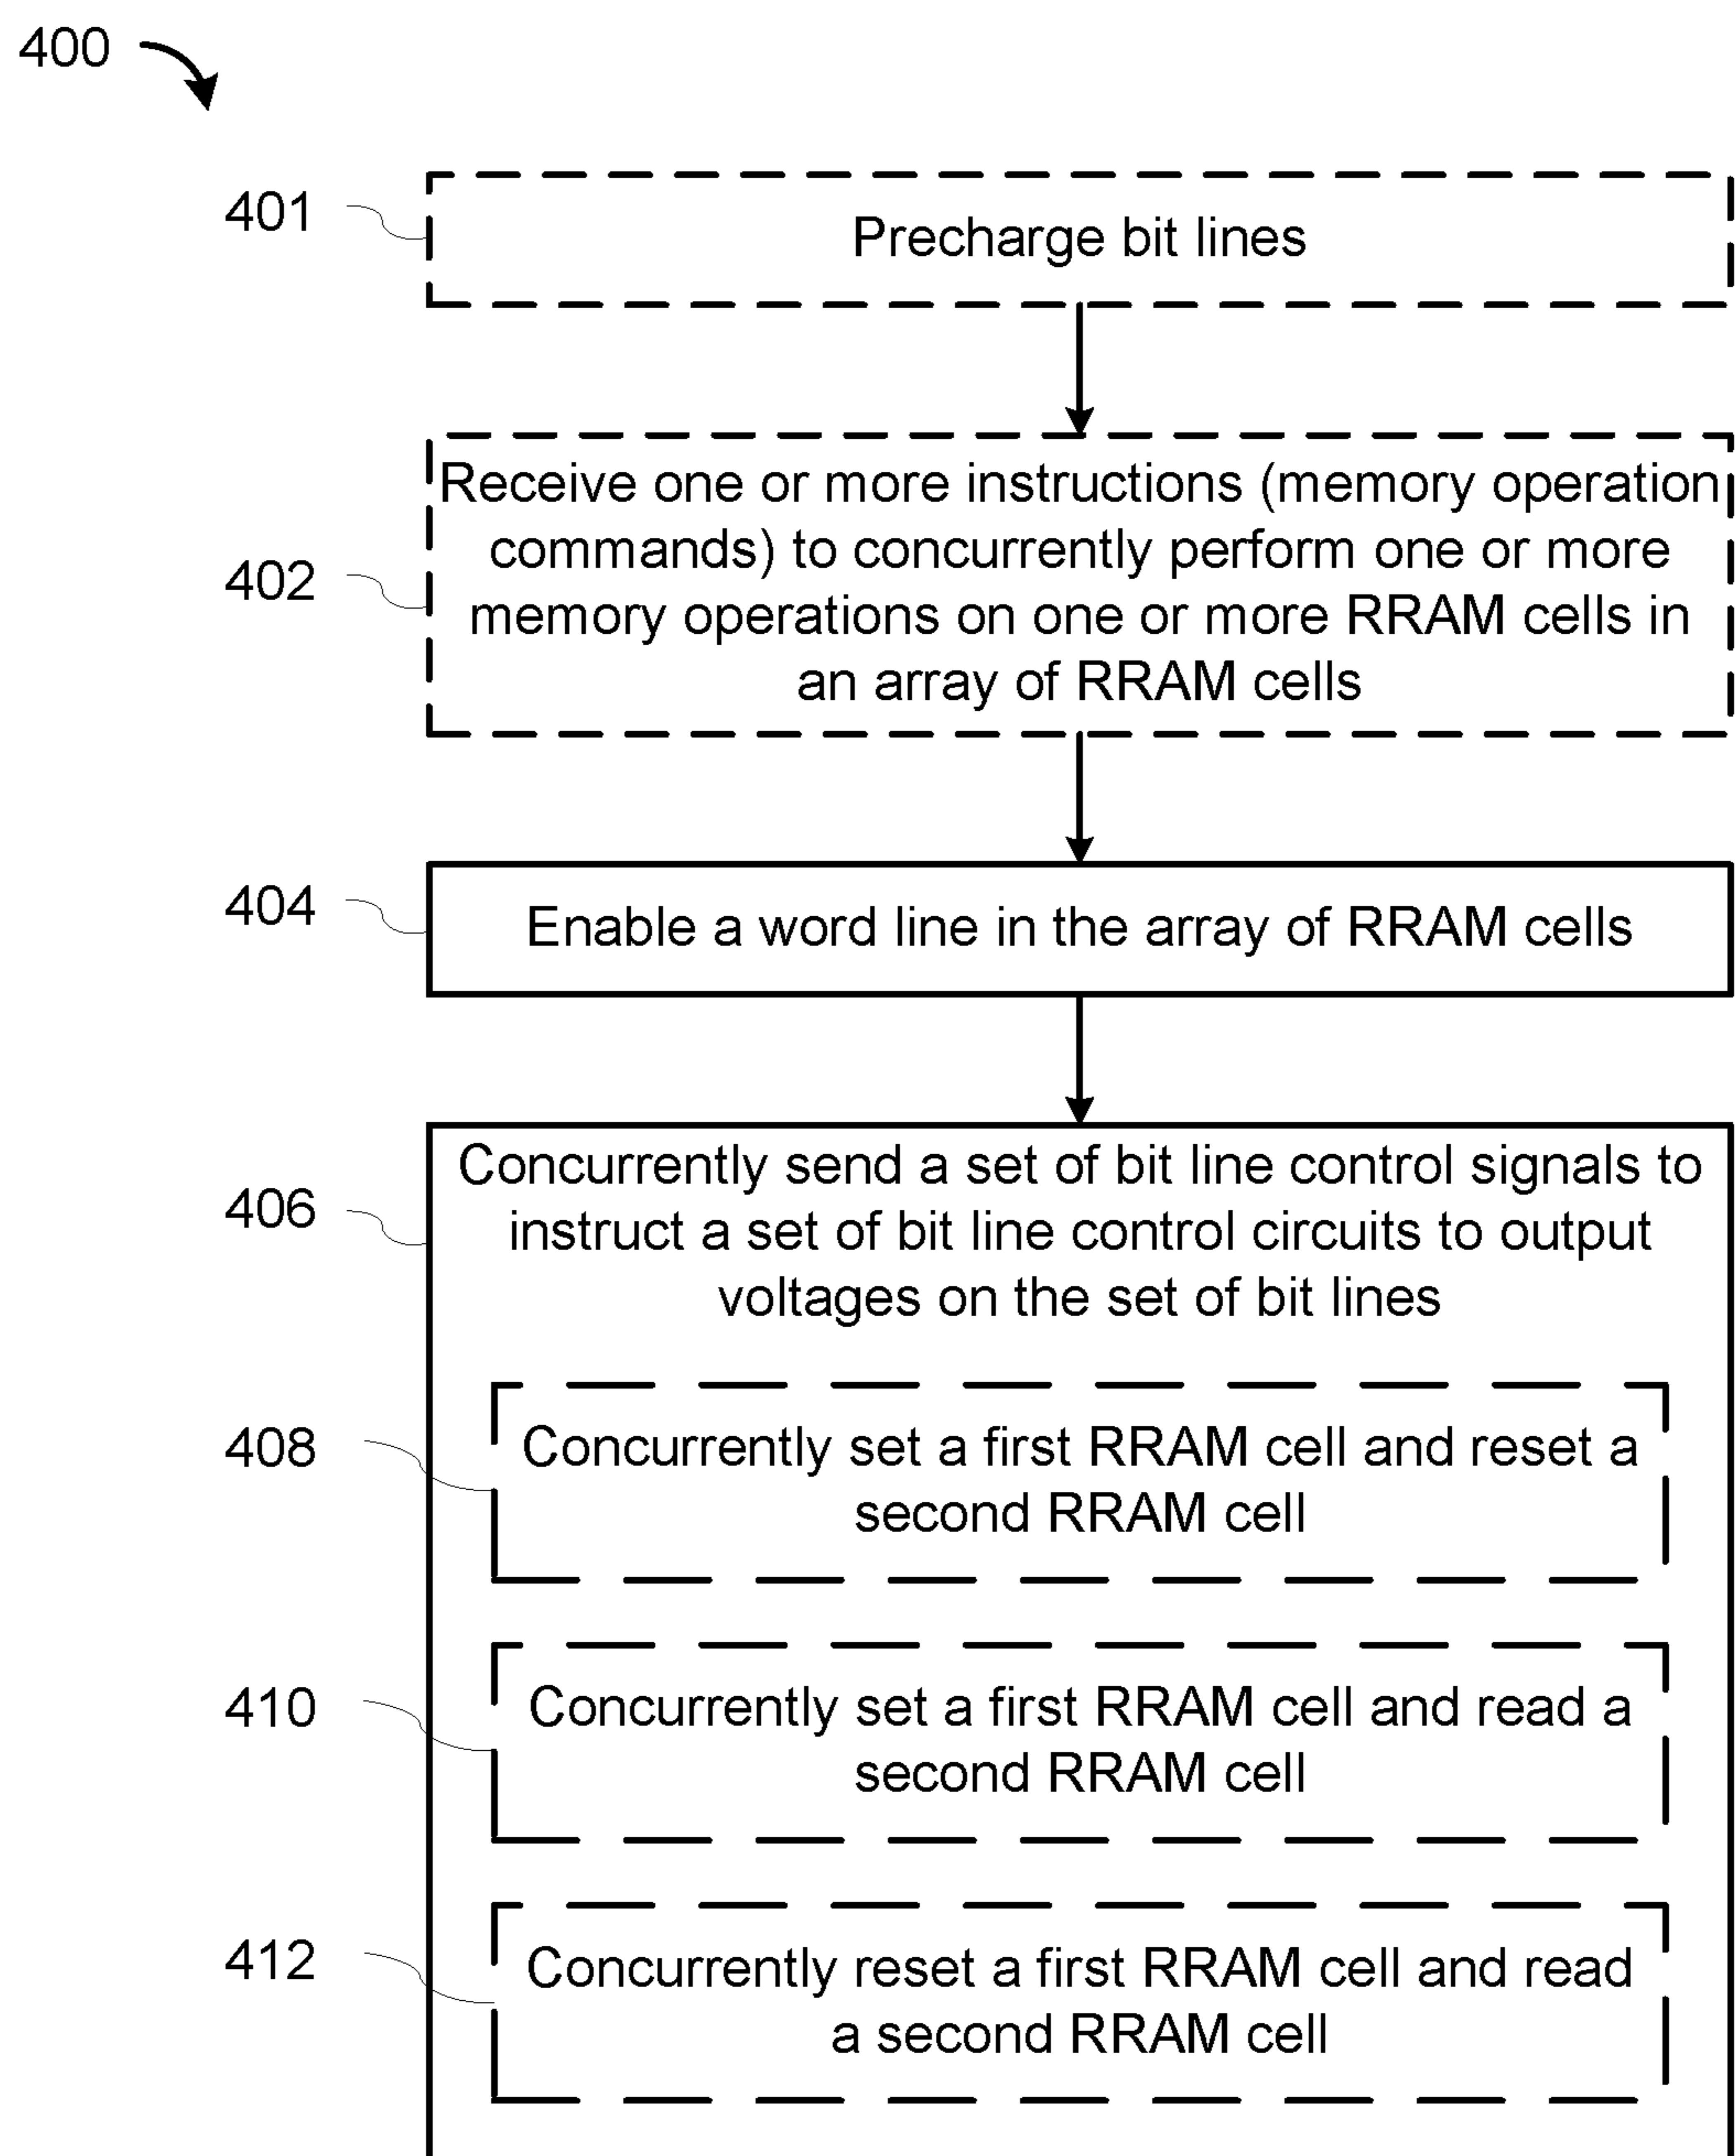 400
401
Precharge bit lines
402
Receive one or more instructions (memory operation
commands) to concurrently perform one or more
memory operations on one or more RRAM cells in
an array of RRAM cells
404
Enable a word line in the array of RRAM cells
406
Concurrently send a set of bit line control signals to
instruct a set of bit line control circuits to output
voltages on the set of bit lines
408
Concurrently set a first RRAM cell and reset a
second RRAM cell
410
Concurrently set a first RRAM cell and read a
second RRAM cell
412
Concurrently reset a first RRAM cell and read
a second RRAM cell